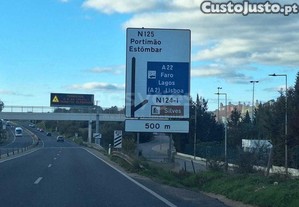 Custojusto.pt
N125
Portimão
Estômbar
A22
Faro
Lagos
(A2) Lisboa
N124-1
Silves
500 m